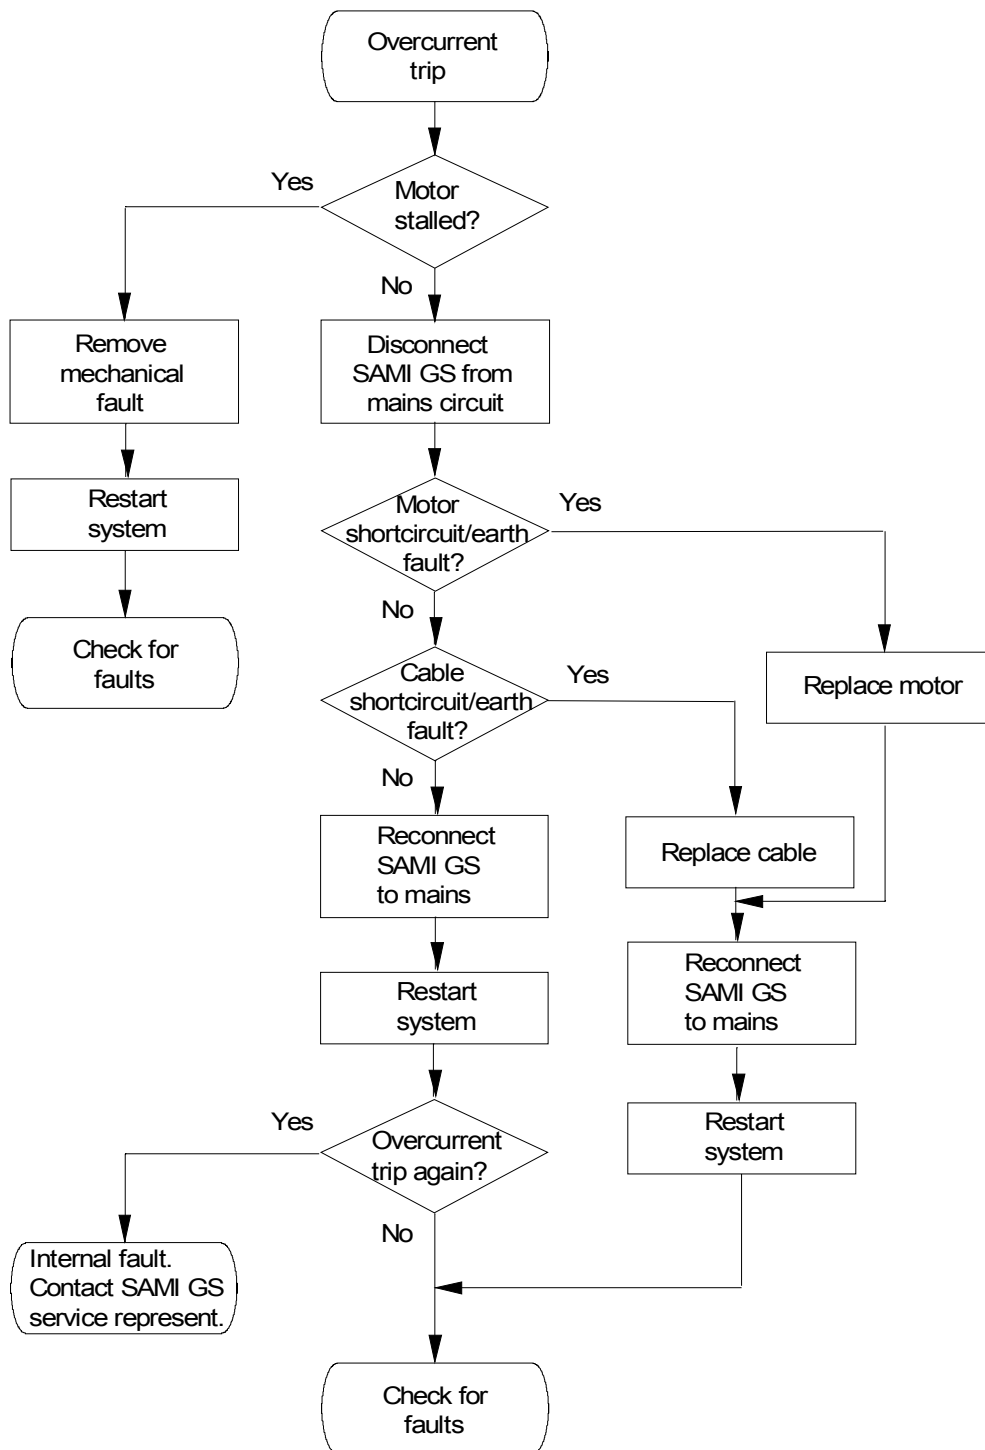 Overcurrent
trip
Yes
Motor
stalled?
No
Remove
mechanical
fault
Disconnect
SAMI GS from
mains circuit
Restart
system
Motor
shortcircuit/earth
fault?
Yes
No
Check for
faults
Cable
shortcircuit/earth
fault?
Yes
Replace motor
No
Reconnect
SAMI GS
to mains
Replace cable
Restart
system
Reconnect
SAMI GS
to mains
Yes
Overcurrent
trip again?
Restart
system
No
Internal fault.
Contact SAMI GS
service represent.
Check for
faults